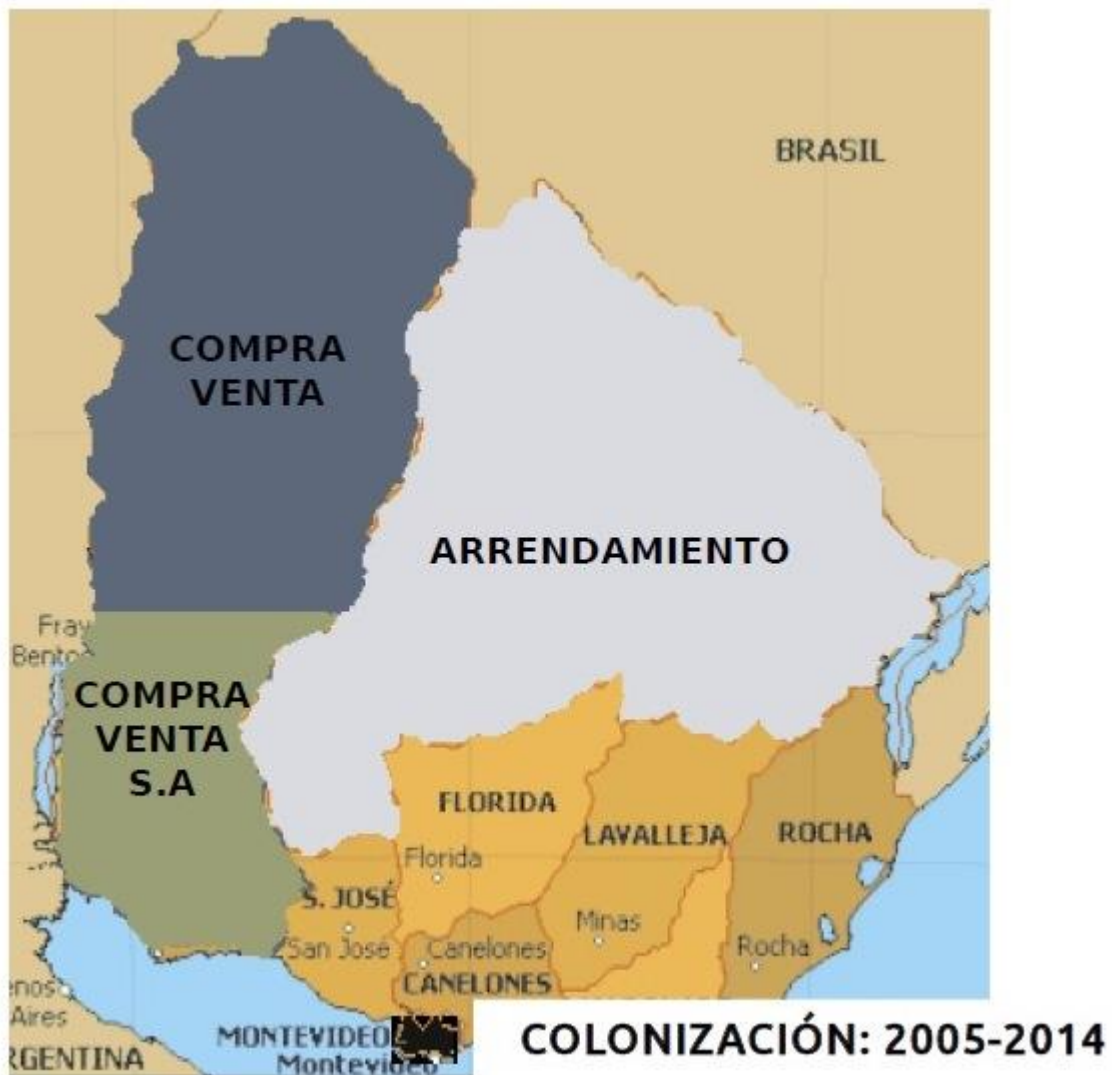 BRASIL
COMPRA
VENTA
ARRENDAMIENTO
Fray
Bento
COMPRA
VENTA
S.A
FLORIDA
LAVALLEJA
ROCHA
Florida
S. JOSÉ
Minas
San José
Canelones
Rocha
CANELONES
enos
Aires
MONTEVIDEO
Montevideo
RGENTINA
COLONIZACIÓN: 2005-2014